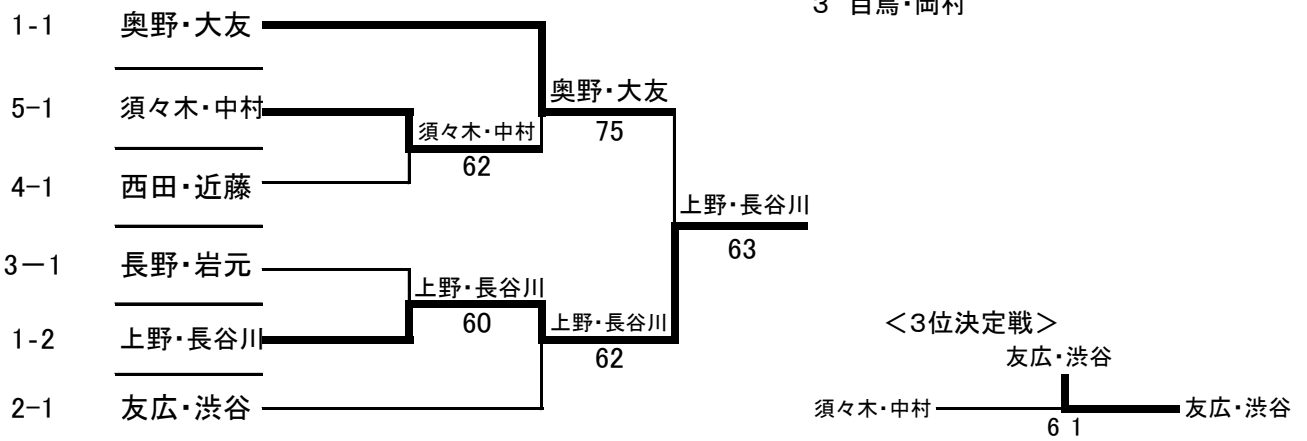 3 白鳥・岡村
1-1 奥野・大友
奥野・大友
75
5-1 須々木・中村
須々木・中村
62
4-1 西田・近藤
上野・長谷川
63
3ー1 長野・岩元
上野・長谷川
60
1-2 上野・長谷川
上野・長谷川
62
2-1 友広・渋谷
＜3位決定戦＞
友広・渋谷
須々木・中村
友広・渋谷
6 1